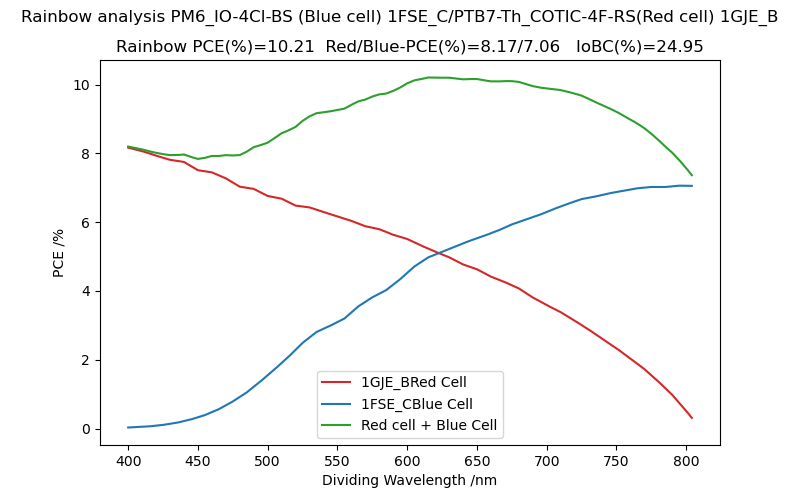 Rainbow analysis PM6_IO-4Cl-BS (Blue cell) 1FSE_C/PTB7-Th_COTIC-4F-RS(Red cell) 1GJE_B
Rainbow PCE(%)=10.21  Red/Blue-PCE(%)=8.17/7.06   IoBC(%)=24.95
10
8
6
4
2
0
PCE /%
1GJE_BRed Cell
1FSE_CBlue Cell
Red cell + Blue Cell
400 450 500 550 600 650 700 750 800
Dividing Wavelength /nm